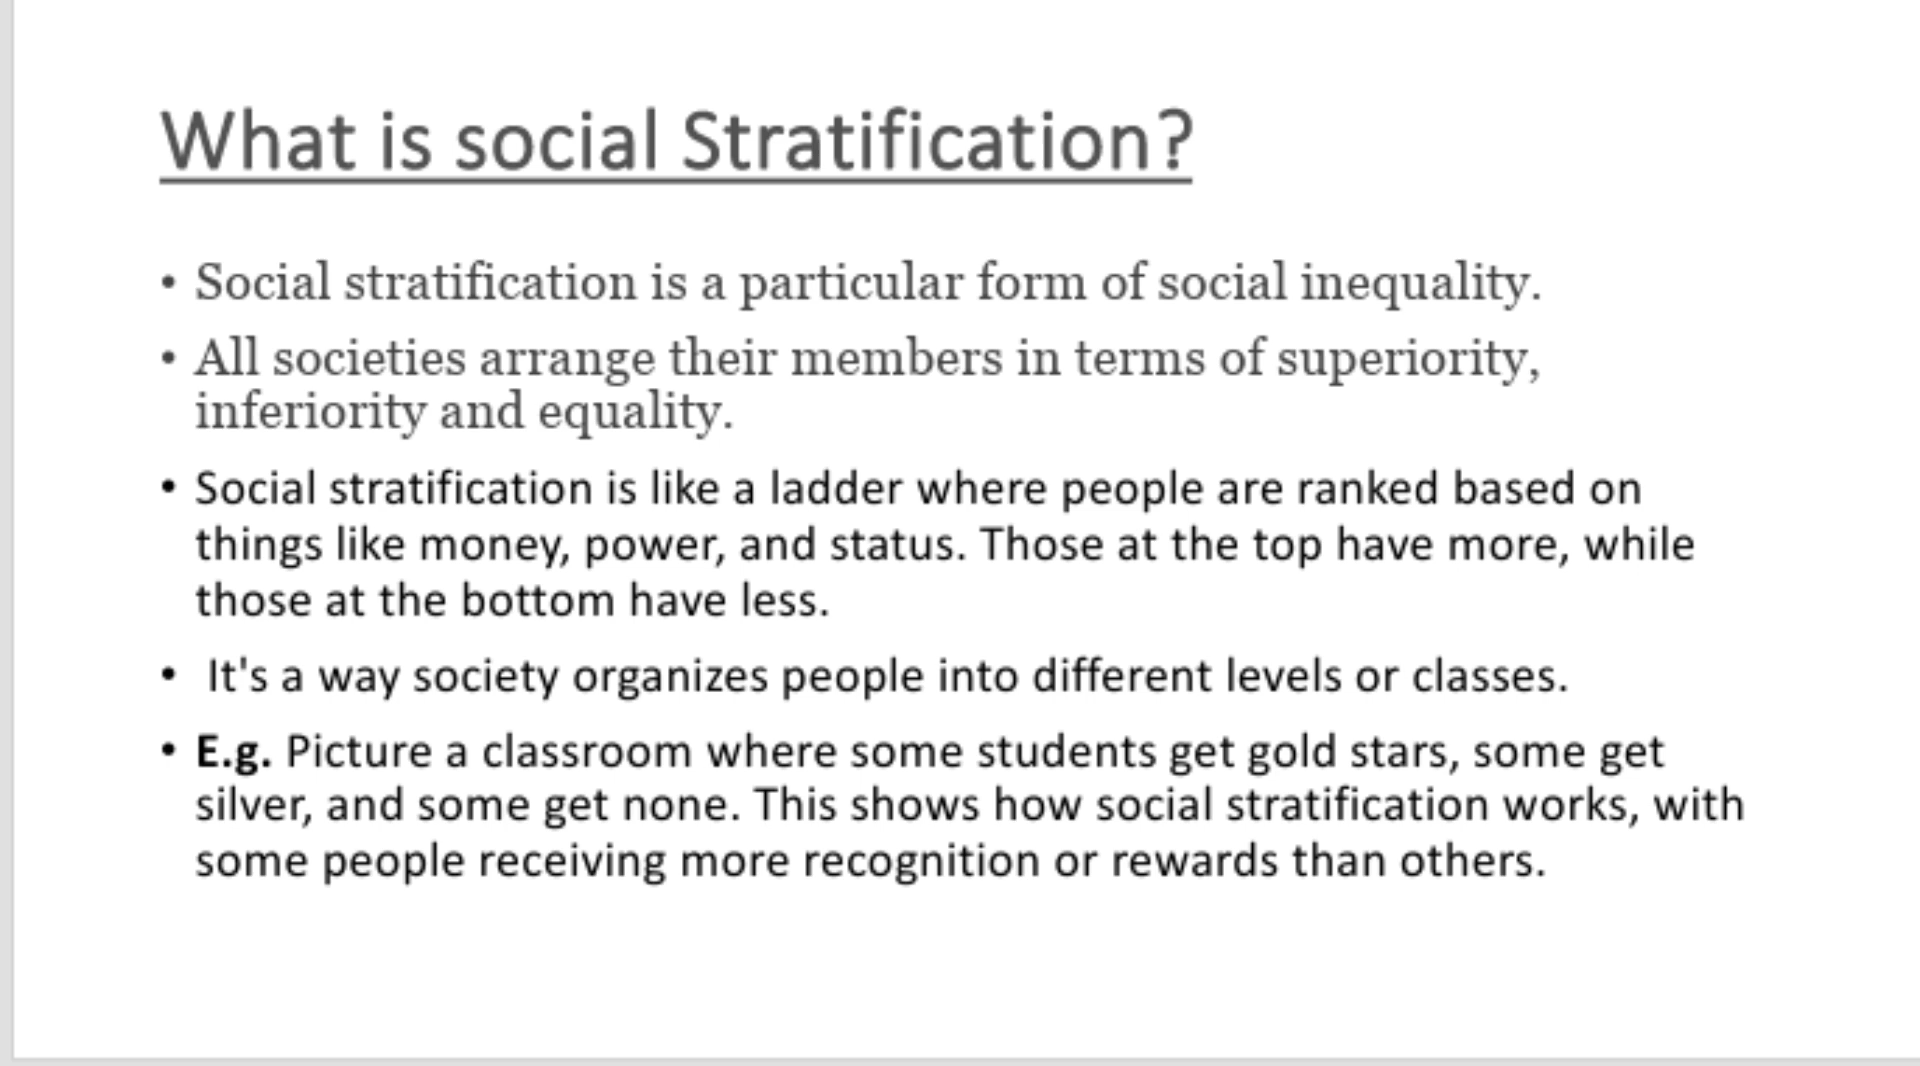 What is social Stratification?
• Social stratification is a particular form of social inequality.
• All societies arrange their members in terms of superiority,
inferiority and equality.
• Social stratification is like a ladder where people are ranked based on
things like money, power, and status. Those at the top have more, while
those at the bottom have less.
• It's a way society organizes people into different levels or classes.
• E.g. Picture a classroom where some students get gold stars, some get
silver, and some get none. This shows how social stratification works, with
some people receiving more recognition or rewards than others.